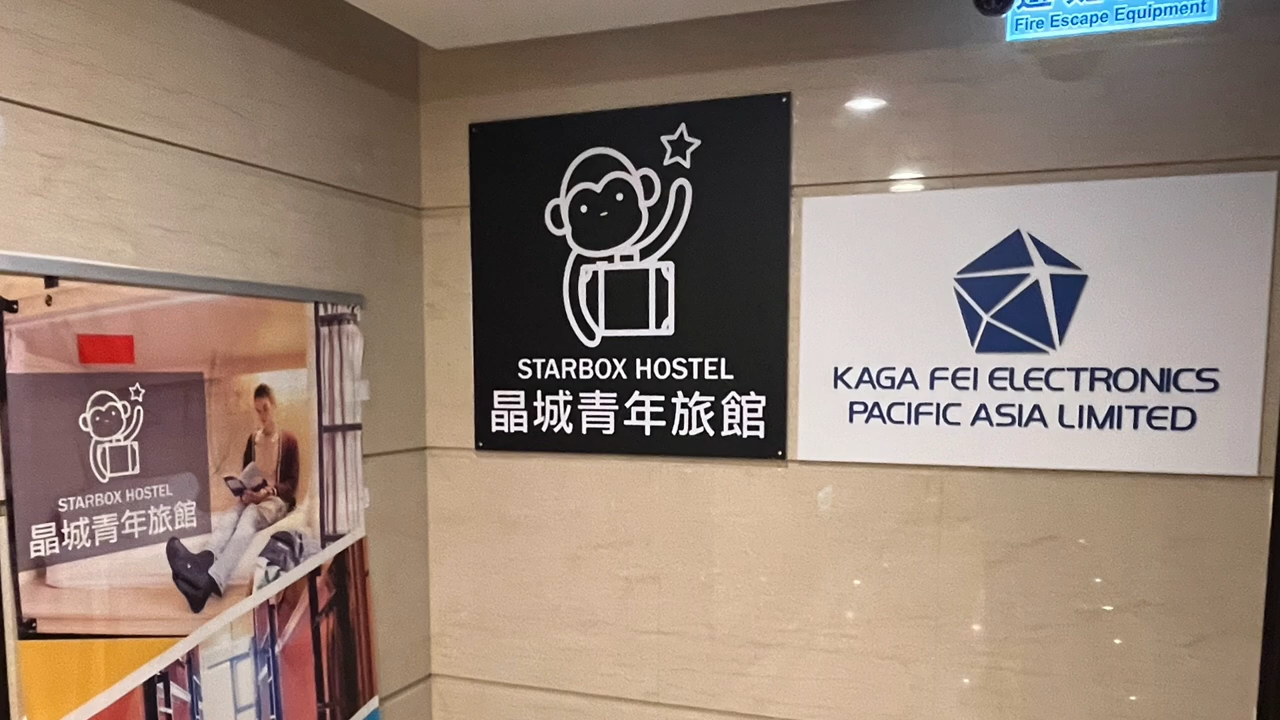 Fire Escape Equipment
STARBOX HOSTEL
晶城青年旅館
KAGA FEI ELECTRONICS
PACIFIC ASIA LIMITED
STARBOX HOSTEL
晶城青年旅館